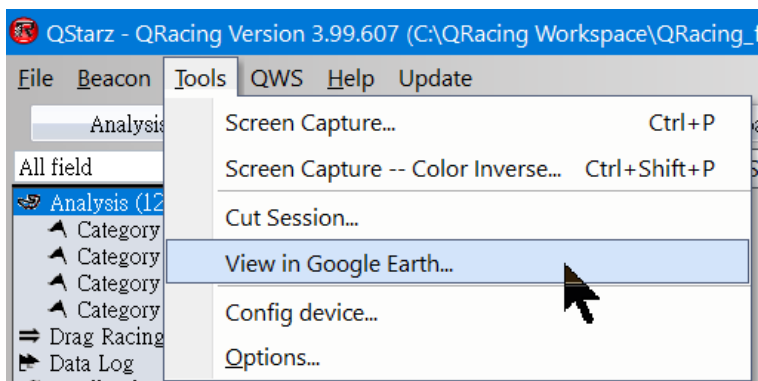 QStarz - QRacing Version 3.99.607 (C:\QRacing Workspace\QRacing_
File Beacon Tools QWS Help Update
Analysis
All field
Analysis (12
Category
Category
Category
Category
Drag Racing
Data Log
Screen Capture... Ctrl+P
Screen Capture -- Color Inverse... Ctrl+Shift+P
Cut Session...
View in Google Earth...
Config device...
Options...